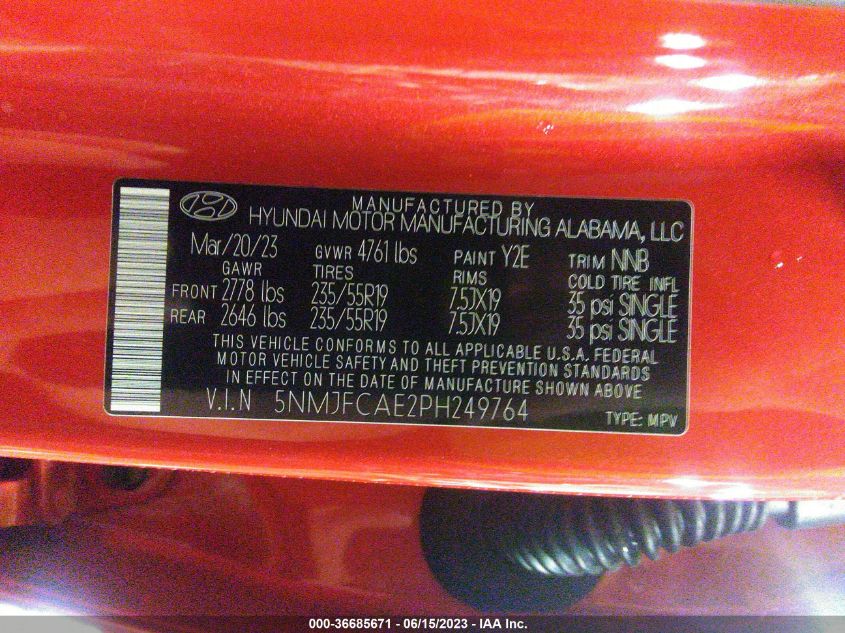 MANUFACTURED BY
HYUNDAI MOTOR MANUFACTURING ALABAMA, LLC
Mar/20/23 GVWR 4761 lbs PAINT Y2E TRIM NNB
GAWR TIRES RIMS COLD TIRE INFL
FRONT 2778 lbs 235/55R19 7.5JX19 35 psi SINGLE
REAR 2646 lbs 235/55R19 7.5JX19 35 psi SINGLE
THIS VEHICLE CONFORMS TO ALL APPLICABLE U.S.A. FEDERAL
MOTOR VEHICLE SAFETY AND THEFT PREVENTION STANDARDS
IN EFFECT ON THE DATE OF MANUFACTURE SHOWN ABOVE
V.I.N 5NMJFCAE2PH249764 TYPE: MPV
000-36685671 - 06/15/2023 - IAA Inc.